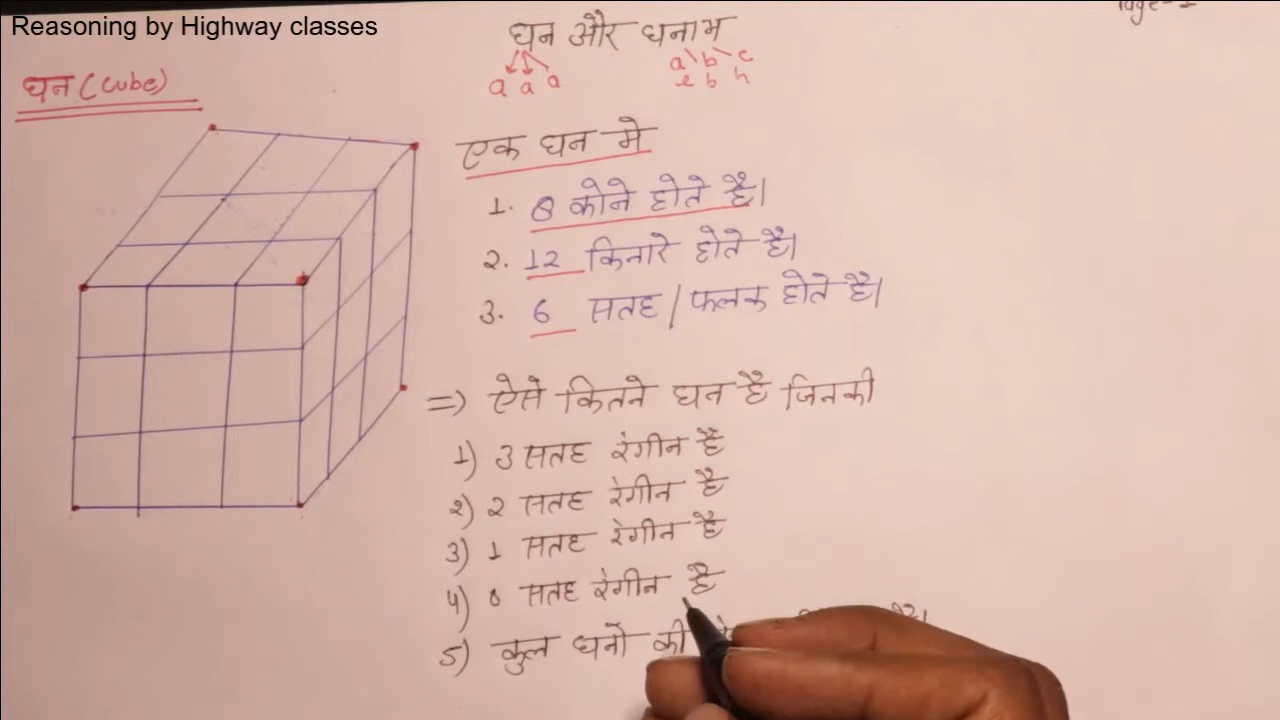 Reasoning by Highway classes
घन और घनाभ
a a a
a b c
l b h
घन (Cube)
एक घन मे
1. 8 कोने होते है।
2. 12 किनारे होते है।
3. 6 सतह / फलक होते है।
=> ऐसे कितने घन है जिनकी
1) 3 सतह रंगीन है
2) 2 सतह रंगीन है
3) 1 सतह रंगीन है
4) 0 सतह रंगीन है
5) कुल घनों की है।